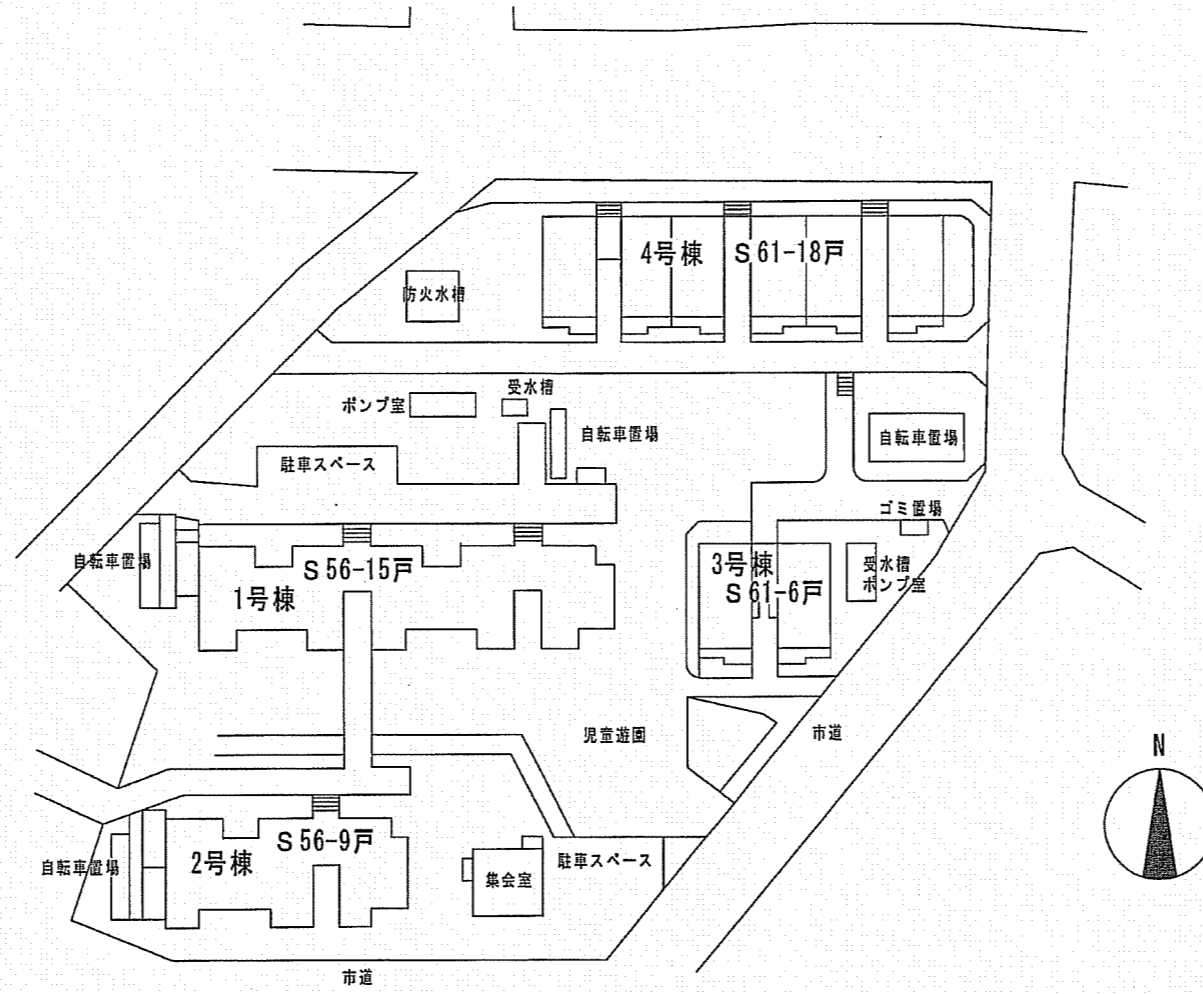 4号棟 S61-18戸
防火水槽
受水槽
ポンプ室
自転車置場
自転車置場
駐車スペース
ゴミ置場
自転車置場
S56-15戸
1号棟
3号棟
S61-6戸
受水槽
ポンプ室
児童遊園
市道
N
S56-9戸
2号棟
自転車置場
集会室
駐車スペース
市道